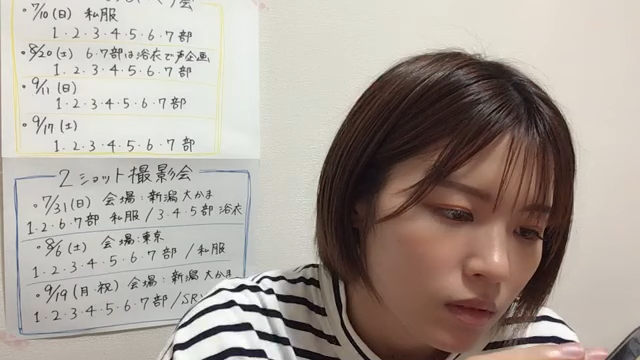 ○7/10(日) 私服
1・2・3・4・5・6・7部
○8/20(土) 6・7部は浴衣で声企画
1・2・3・4・5・6・7部
○9/11(日)
1・2・3・4・5・6・7部
○9/17(土)
1・2・3・4・5・6・7部
2ショット撮影会
○7/31(日) 会場:新潟 大かま
1・2・6・7部 私服/3・4・5部 浴衣
○8/6(土) 会場:東京
1・2・3・4・5・6・7部/私服
○9/19(月・祝) 会場:新潟 大かま
1・2・3・4・5・6・7部/SR